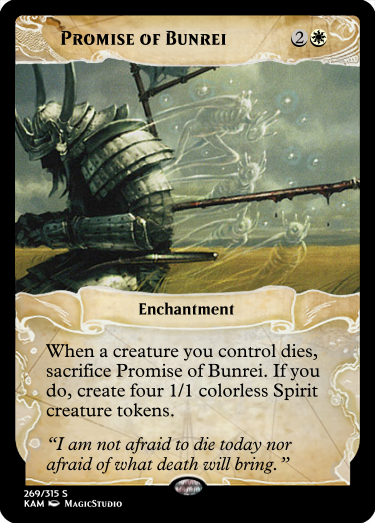 Promise of Bunrei 2
Enchantment
When a creature you control dies,
sacrifice Promise of Bunrei. If you
do, create four 1/1 colorless Spirit
creature tokens.
“I am not afraid to die today nor
afraid of what death will bring.”
269/315 S
KAM MagicStudio